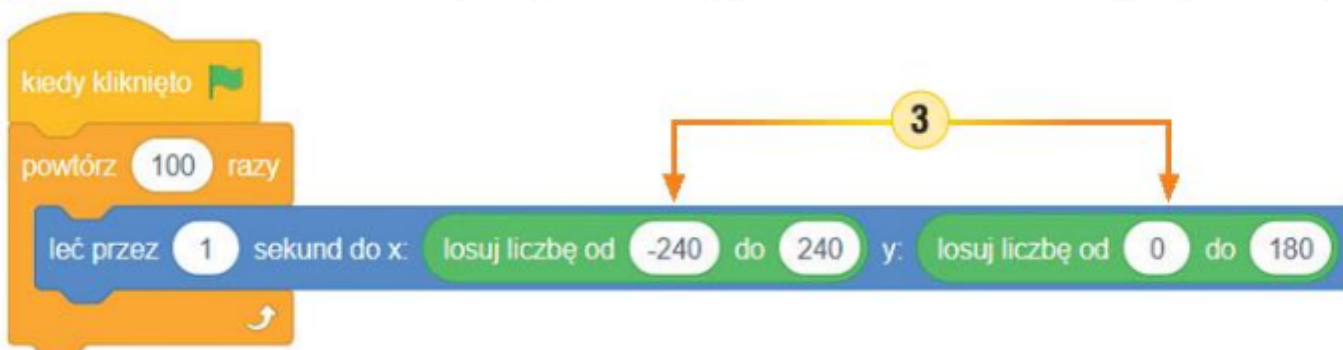 kiedy kliknięto
3
powtórz 100 razy
leć przez 1 sekund do x: losuj liczbę od -240 do 240 y: losuj liczbę od 0 do 180